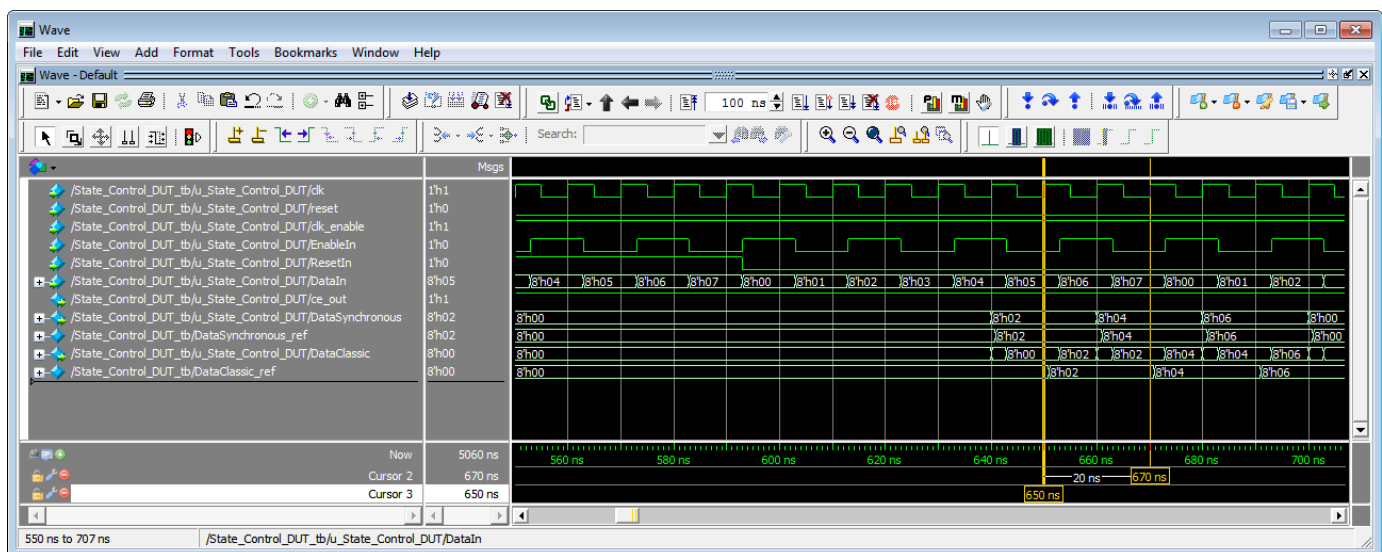 Wave
File Edit View Add Format Tools Bookmarks Window Help
Wave - Default
100 ns
Search:
Msgs
/State_Control_DUT_tb/u_State_Control_DUT/clk 1'h1
/State_Control_DUT_tb/u_State_Control_DUT/reset 1'h0
/State_Control_DUT_tb/u_State_Control_DUT/clk_enable 1'h1
/State_Control_DUT_tb/u_State_Control_DUT/EnableIn 1'h0
/State_Control_DUT_tb/u_State_Control_DUT/ResetIn 1'h0
/State_Control_DUT_tb/u_State_Control_DUT/DataIn 8'h05 8'h04 8'h05 8'h06 8'h07 8'h00 8'h01 8'h02 8'h03 8'h04 8'h05 8'h06 8'h07 8'h00 8'h01 8'h02
/State_Control_DUT_tb/u_State_Control_DUT/ce_out 1'h1
/State_Control_DUT_tb/u_State_Control_DUT/DataSynchronous 8'h02 8'h00 8'h02 8'h04 8'h06 8'h00
/State_Control_DUT_tb/DataSynchronous_ref 8'h02 8'h00 8'h02 8'h04 8'h06 8'h00
/State_Control_DUT_tb/u_State_Control_DUT/DataClassic 8'h00 8'h00 8'h00 8'h02 8'h02 8'h04 8'h04 8'h06
/State_Control_DUT_tb/DataClassic_ref 8'h00 8'h00 8'h02 8'h04 8'h06
Now 5060 ns 560 ns 580 ns 600 ns 620 ns 640 ns 660 ns 680 ns 700 ns
Cursor 2 670 ns 20 ns 670 ns
Cursor 3 650 ns 650 ns
550 ns to 707 ns /State_Control_DUT_tb/u_State_Control_DUT/DataIn